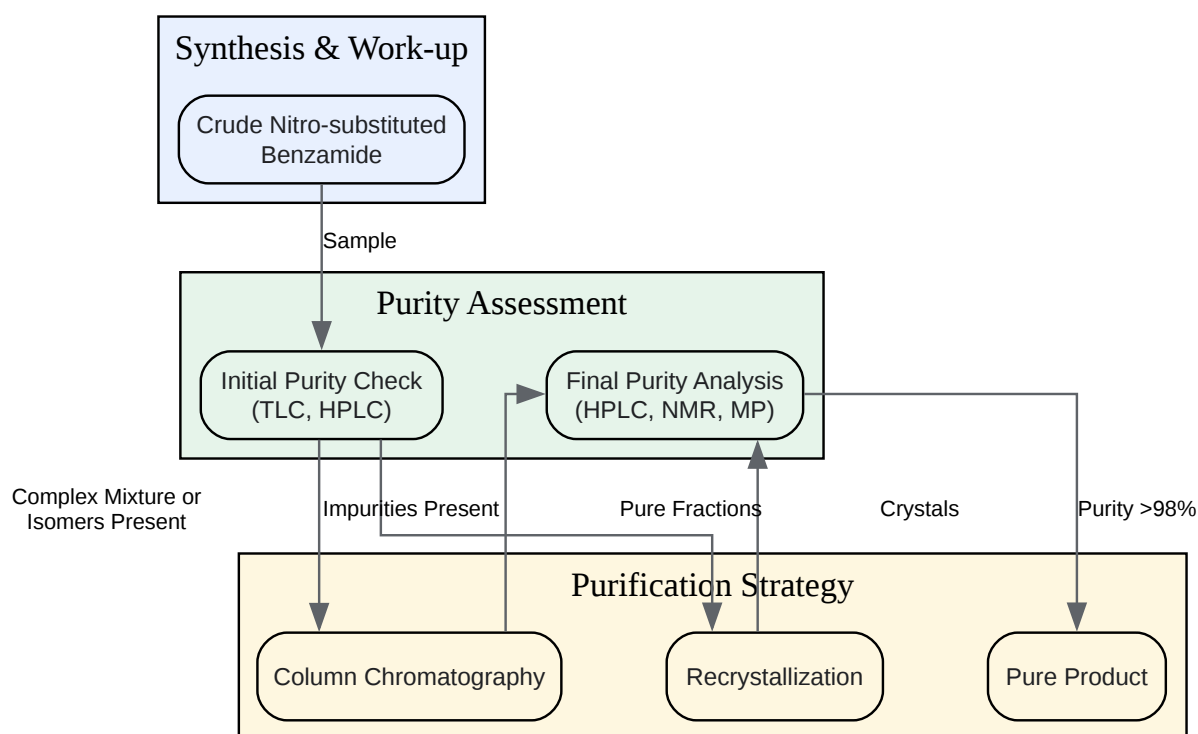 Synthesis & Work-up
Crude Nitro-substituted
Benzamide
Sample
Purity Assessment
Initial Purity Check
(TLC, HPLC)
Final Purity Analysis
(HPLC, NMR, MP)
Complex Mixture or
Isomers Present
Impurities Present
Pure Fractions
Crystals
Purity >98%
Purification Strategy
Column Chromatography
Recrystallization
Pure Product